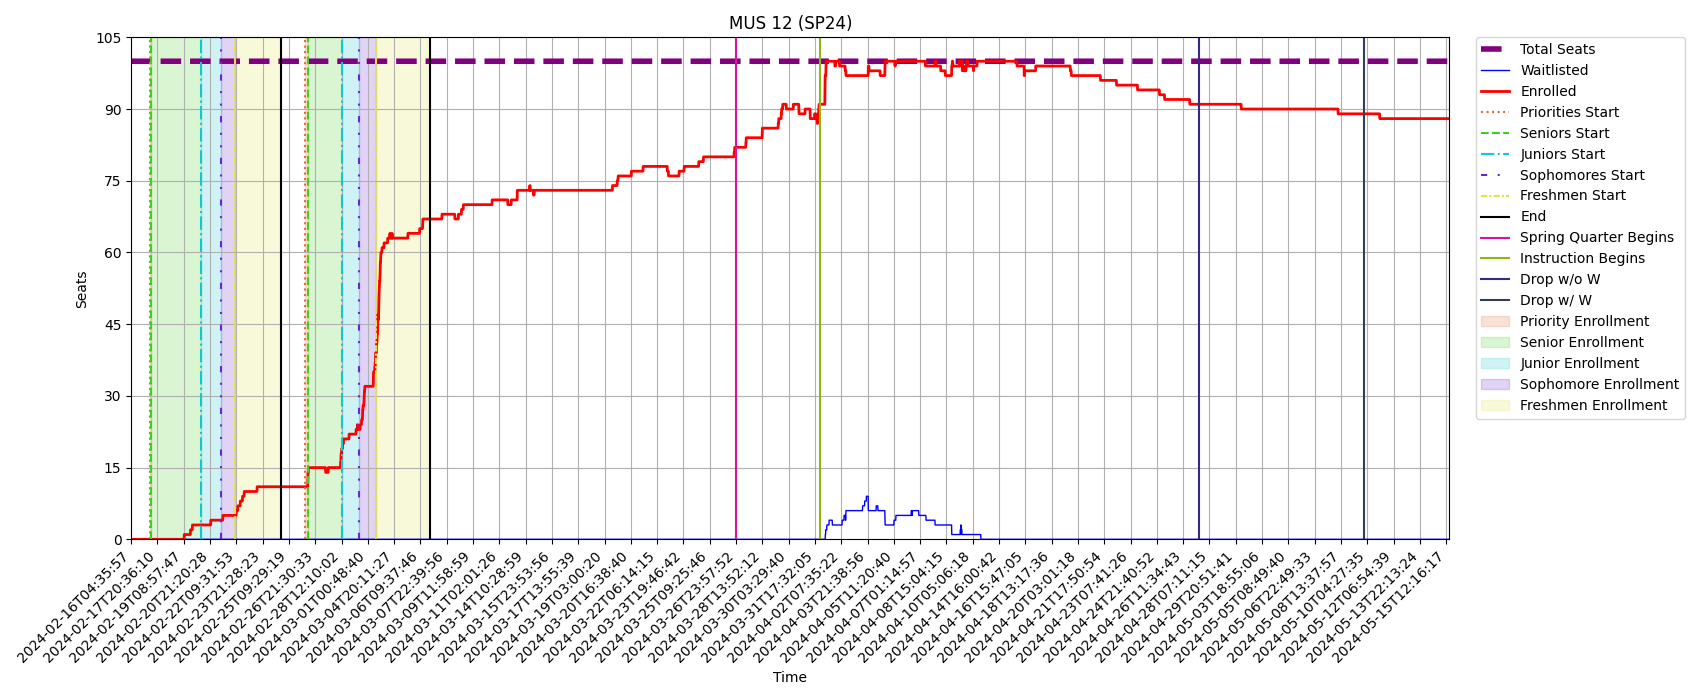 MUS 12 (SP24)
105
90
75
60
45
30
15
0
Seats
2024-02-16T04:35:57
2024-02-17T20:36:10
2024-02-19T08:57:47
2024-02-20T21:20:28
2024-02-22T09:31:53
2024-02-23T21:28:23
2024-02-25T09:29:19
2024-02-26T21:30:33
2024-02-28T12:10:02
2024-03-01T00:48:40
2024-03-04T20:11:27
2024-03-06T09:37:46
2024-03-07T22:39:56
2024-03-09T11:58:59
2024-03-11T02:01:26
2024-03-14T10:28:59
2024-03-15T23:53:56
2024-03-17T13:55:39
2024-03-19T03:00:20
2024-03-20T16:38:40
2024-03-22T06:14:15
2024-03-23T19:46:42
2024-03-25T09:25:46
2024-03-26T23:57:52
2024-03-28T13:52:12
2024-03-30T03:29:40
2024-03-31T17:32:05
2024-04-02T07:35:22
2024-04-03T21:38:56
2024-04-05T11:20:40
2024-04-07T01:14:57
2024-04-08T15:04:15
2024-04-10T05:06:18
2024-04-14T16:00:42
2024-04-16T15:47:05
2024-04-18T13:17:36
2024-04-20T03:01:18
2024-04-21T17:50:54
2024-04-23T07:41:26
2024-04-24T21:40:52
2024-04-26T11:34:43
2024-04-28T07:11:15
2024-04-29T20:51:41
2024-05-03T18:55:06
2024-05-05T08:49:40
2024-05-06T22:49:33
2024-05-08T13:37:57
2024-05-10T04:27:35
2024-05-12T06:54:39
2024-05-13T22:13:24
2024-05-15T12:16:17
Time
Total Seats
Waitlisted
Enrolled
Priorities Start
Seniors Start
Juniors Start
Sophomores Start
Freshmen Start
End
Spring Quarter Begins
Instruction Begins
Drop w/o W
Drop w/ W
Priority Enrollment
Senior Enrollment
Junior Enrollment
Sophomore Enrollment
Freshmen Enrollment